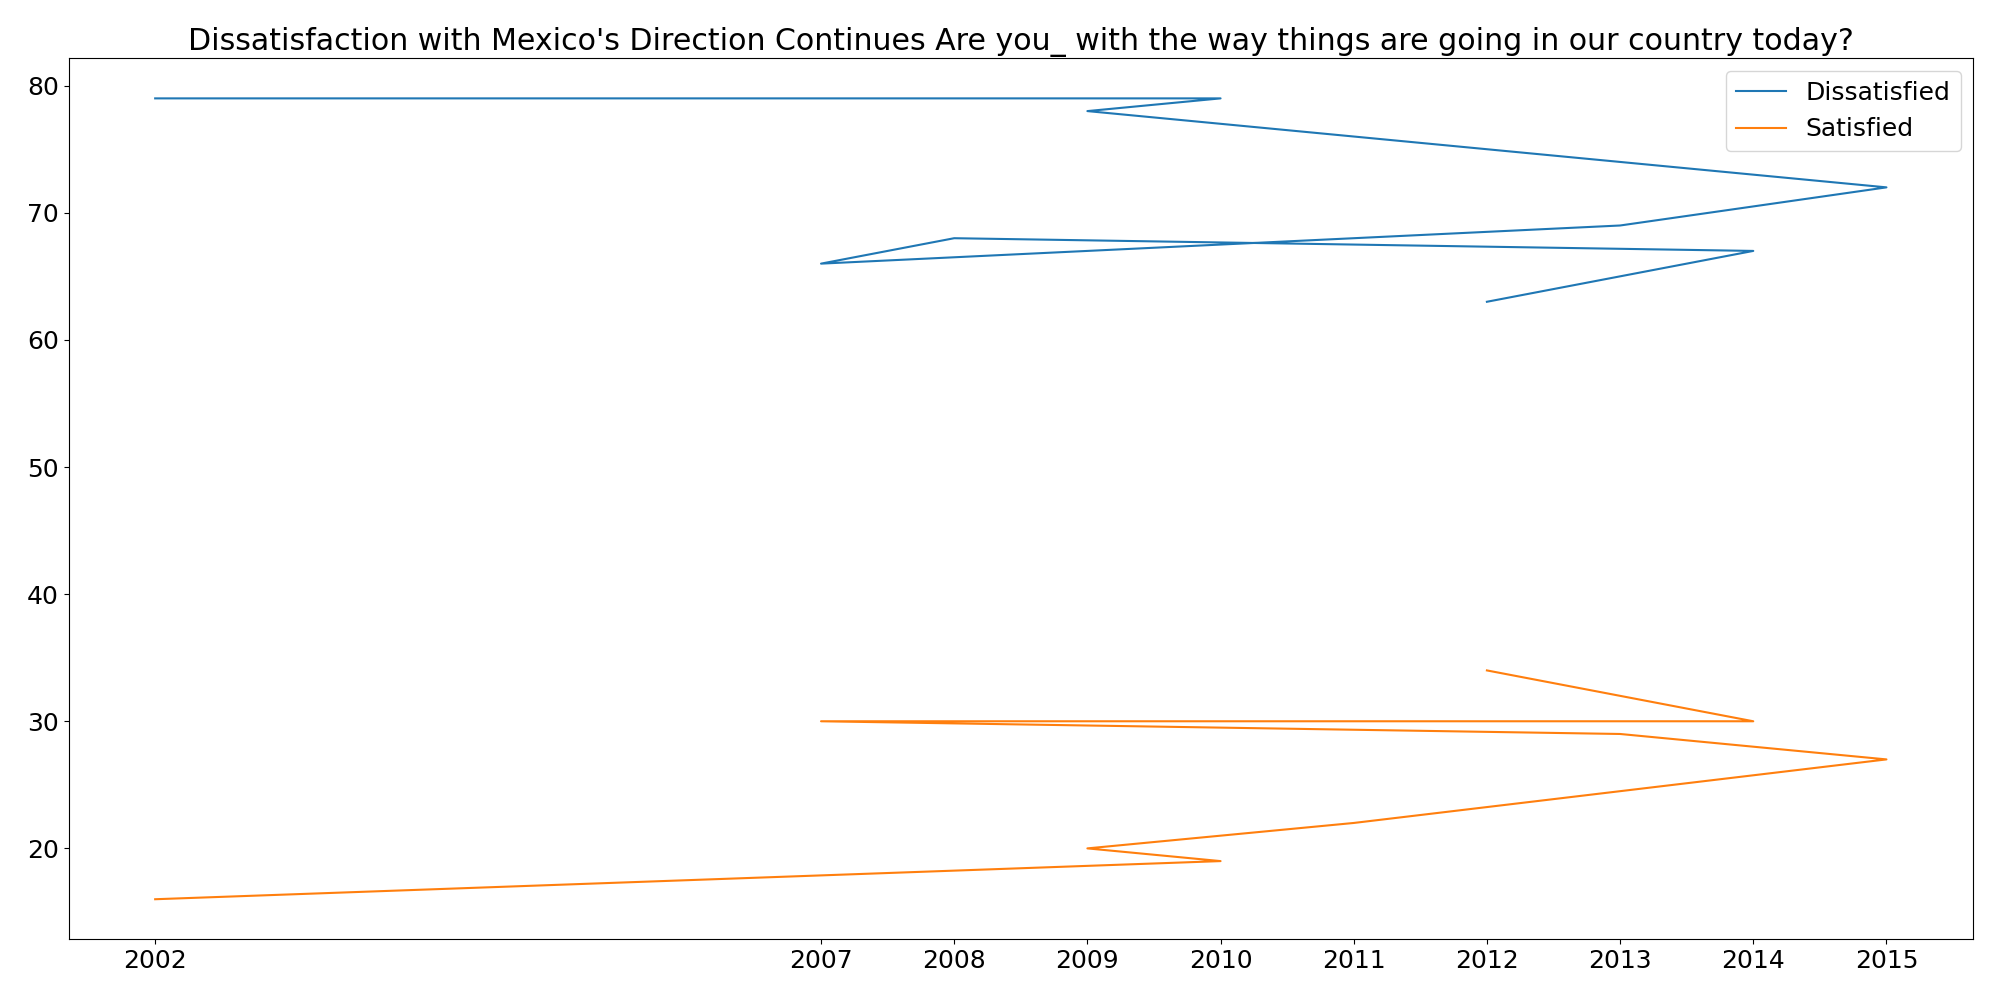 Dissatisfaction with Mexico's Direction Continues Are you_ with the way things are going in our country today?
Dissatisfied
Satisfied
80
70
60
50
40
30
20
2002 2007 2008 2009 2010 2011 2012 2013 2014 2015